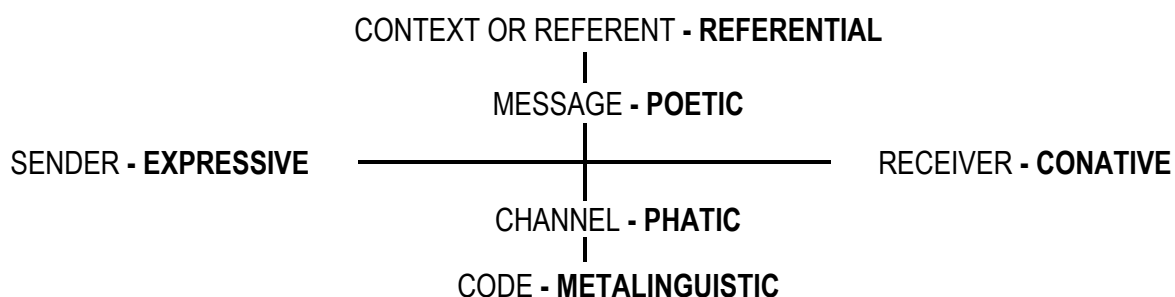 CONTEXT OR REFERENT - REFERENTIAL
MESSAGE - POETIC
SENDER - EXPRESSIVE
RECEIVER - CONATIVE
CHANNEL - PHATIC
CODE - METALINGUISTIC